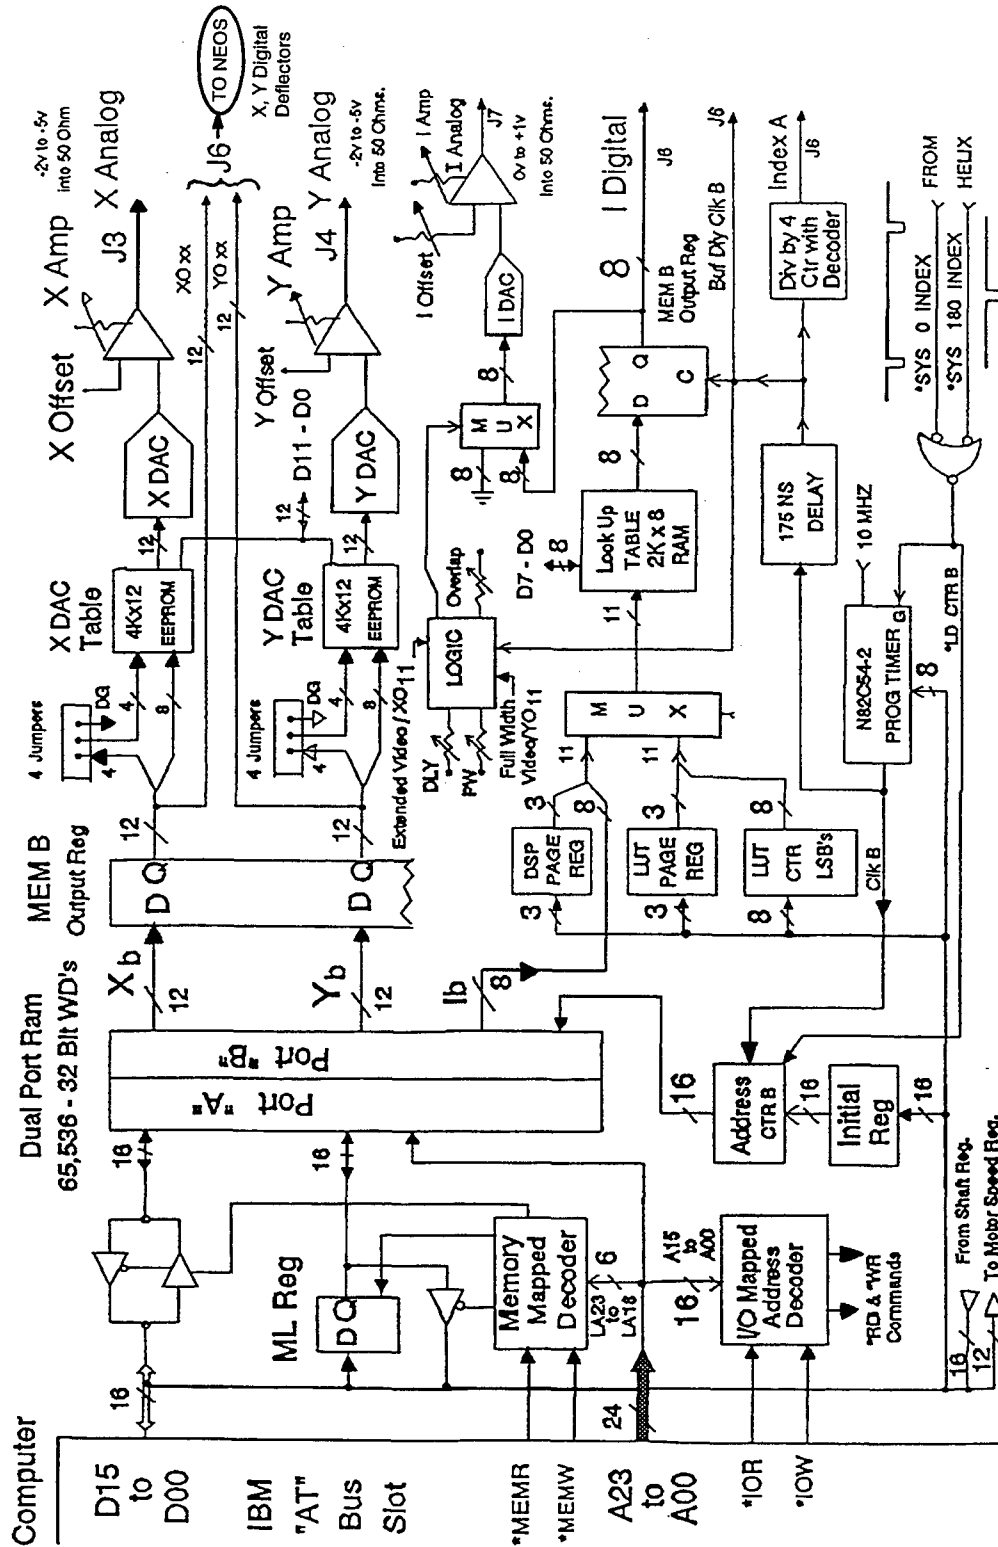 Computer
D15
to
D00
IBM
"AT"
Bus
Slot
*MEMR
*MEMW
A23
to
A00
*IOR
*IOW
16
24
16
12
From Shaft Reg.
To Motor Speed Reg.
ML Reg
D Q
Memory
Mapped
Decoder
LA23
to
LA18
6
16
A15
to
A00
I/O Mapped
Address
Decoder
*RD & *WR
Commands
Dual Port Ram
65,536 - 32 Bit WD's
16
16
Port "A"
Port "B"
16
Address
CTR B
16
Initial
Reg
16
Xb
12
Yb
12
Ib
8
MEM B
Output Reg
D Q
D Q
12
12
3
DSP
PAGE
REG
3
8
3
LUT
PAGE
REG
3
8
LUT
CTR
LSB's
8
Clk B
11
11
M
U
X
11
4 Jumpers
4
DG
4
8
X DAC
Table
4Kx12
EEPROM
12
X DAC
X Offset
X Amp
J3
X Analog
-2v to -5v
into 50 Ohm
12
XO xx
YO xx
12
J6
TO NEOS
X, Y Digital
Deflectors
4 Jumpers
4
DG
4
8
Y DAC
Table
4Kx12
EEPROM
12
12
D11 - D0
Y DAC
Y Offset
Y Amp
J4
Y Analog
-2v to -5v
Into 50 Ohms.
Extended Video / XO11
DLY
PW
Full Width
Video/YO11
LOGIC
Overlap
8
8
M
U
X
8
I DAC
I Offset
I Amp
I Analog
J7
0v to +1v
Into 50 Ohms.
D7 - D0
8
Look Up
TABLE
2K x 8
RAM
8
D Q
C
MEM B
Output Reg
8
I Digital
J6
Buf Dly Clk B
J6
175 NS
DELAY
Div by 4
Ctr with
Decoder
Index A
J6
N82C54-2
PROG TIMER
G
10 MHZ
8
*LD CTR B
*SYS 0 INDEX
*SYS 180 INDEX
FROM
HELIX